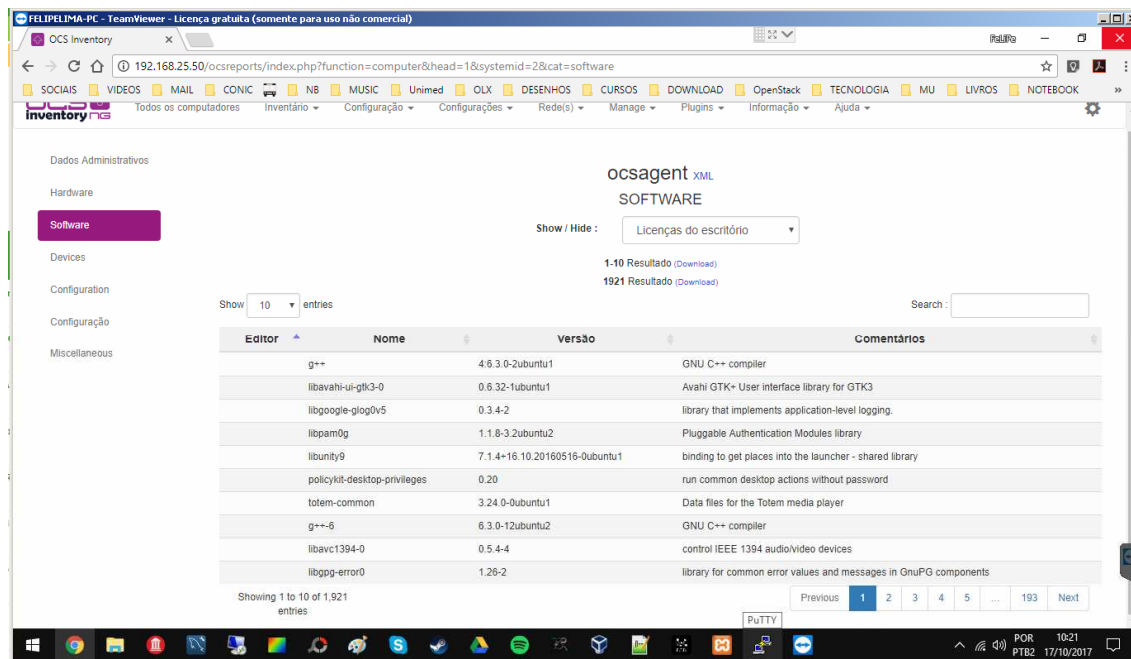 FELIPELIMA-PC - TeamViewer - Licença gratuita (somente para uso não comercial)
OCS Inventory
FeLiPe
192.168.25.50/ocsreports/index.php?function=computer&head=1&systemid=2&cat=software
SOCIAIS VIDEOS MAIL CONIC NB MUSIC Unimed OLX DESENHOS CURSOS DOWNLOAD OpenStack TECNOLOGIA MU LIVROS NOTEBOOK »
inventory NG
Todos os computadores Inventário Configuração Configurações Rede(s) Manage Plugins Informação Ajuda
Dados Administrativos
Hardware
Software
Devices
Configuration
Configuração
Miscellaneous
ocsagent XML
SOFTWARE
Show / Hide : Licenças do escritório
1-10 Resultado (Download)
1921 Resultado (Download)
Show 10 entries Search :
Editor Nome Versão Comentários
g++ 4:6.3.0-2ubuntu1 GNU C++ compiler
libavahi-ui-gtk3-0 0.6.32-1ubuntu1 Avahi GTK+ User interface library for GTK3
libgoogle-glog0v5 0.3.4-2 library that implements application-level logging.
libpam0g 1.1.8-3.2ubuntu2 Pluggable Authentication Modules library
libunity9 7.1.4+16.10.20160516-0ubuntu1 binding to get places into the launcher - shared library
policykit-desktop-privileges 0.20 run common desktop actions without password
totem-common 3.24.0-0ubuntu1 Data files for the Totem media player
g++-6 6.3.0-12ubuntu2 GNU C++ compiler
libavc1394-0 0.5.4-4 control IEEE 1394 audio/video devices
libgpg-error0 1.26-2 library for common error values and messages in GnuPG components
Showing 1 to 10 of 1,921
entries
Previous 1 2 3 4 5 ... 193 Next
PuTTY
POR 10:21
PTB2 17/10/2017